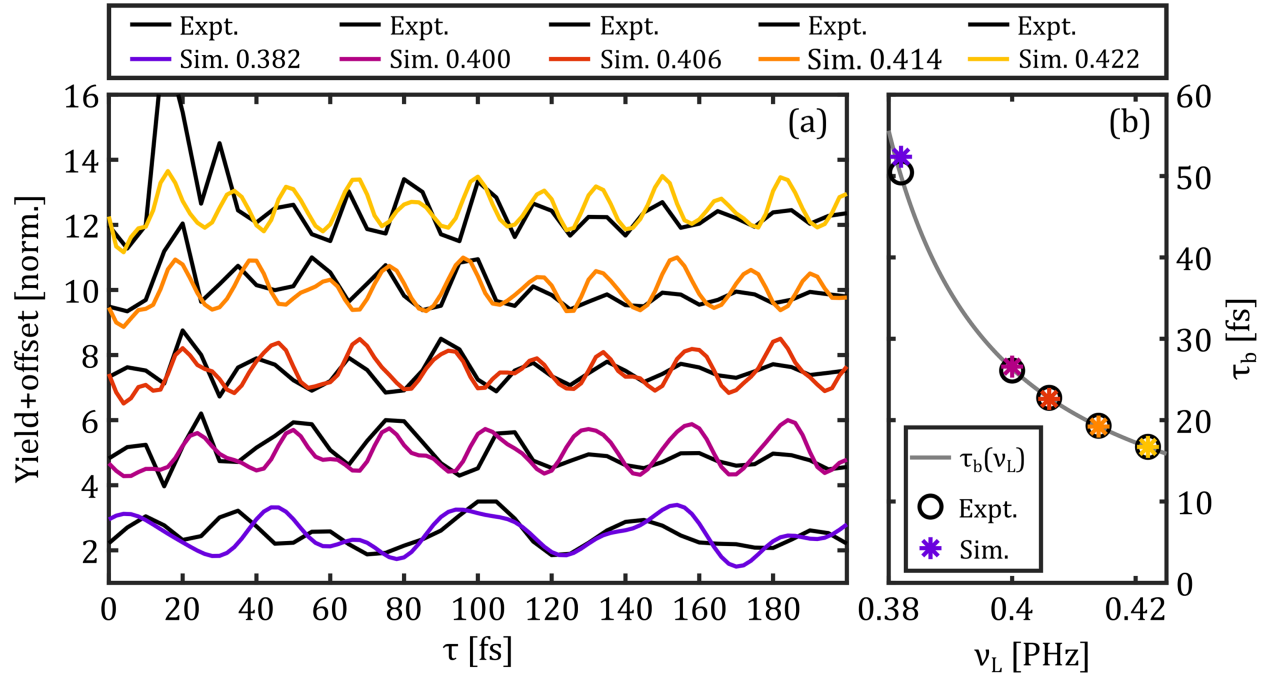 Expt. Expt. Expt. Expt. Expt.
Sim. 0.382 Sim. 0.400 Sim. 0.406 Sim. 0.414 Sim. 0.422
(a)
16
14
12
10
8
6
4
2
Yield+offset [norm.]
0 20 40 60 80 100 120 140 160 180
τ [fs]
(b)
60
50
40
30
20
10
0
τb [fs]
τb(νL)
Expt.
Sim.
0.38 0.4 0.42
νL [PHz]